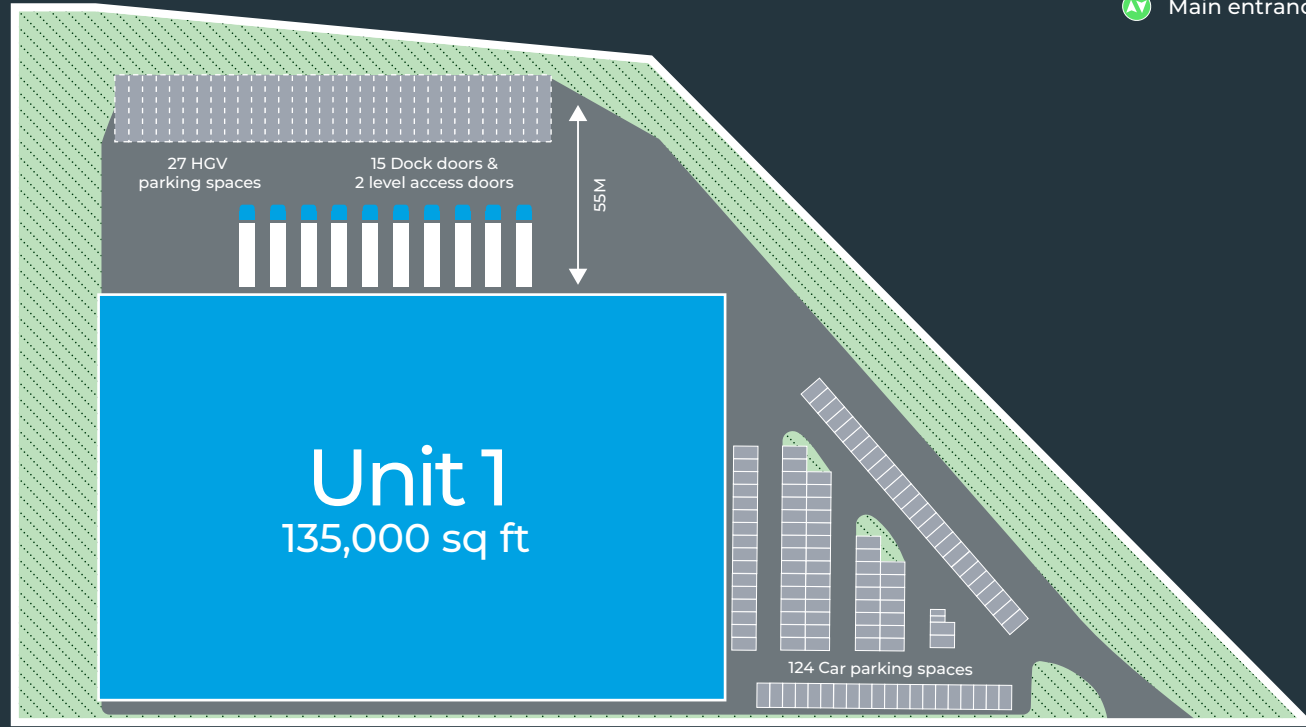 Main entranc
27 HGV
parking spaces
15 Dock doors &
2 level access doors
55M
Unit 1
135,000 sq ft
124 Car parking spaces